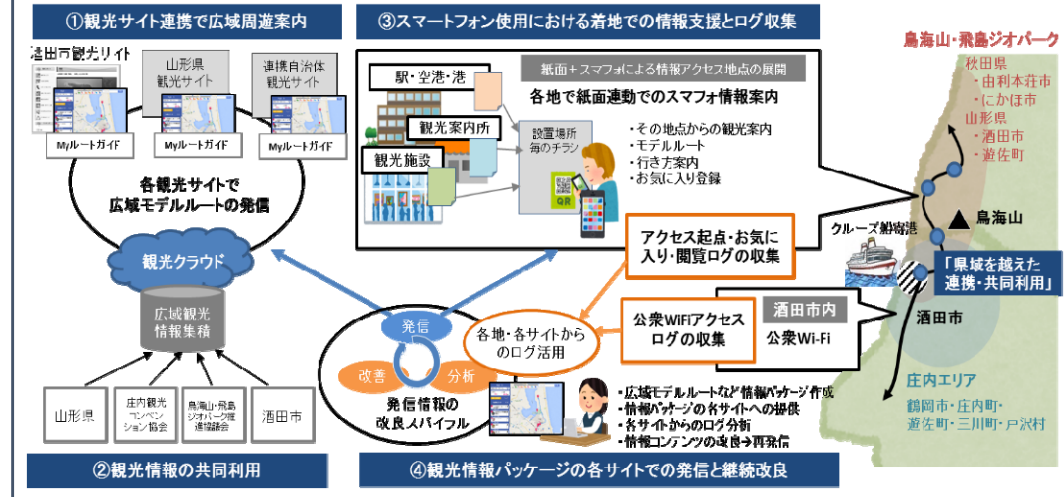 ①観光サイト連携で広域周遊案内
酒田市観光サイト
山形県
観光サイト
連携自治体
観光サイト
Myルートガイド
Myルートガイド
Myルートガイド
各観光サイトで
広域モデルルートの発信
観光クラウド
広域観光
情報集積
山形県
庄内観光
コンベン
ション協会
鳥海山・飛島
ジオパーク推
進協議会
酒田市
②観光情報の共同利用
③スマートフォン使用における着地での情報支援とログ収集
駅・空港・港
観光案内所
観光施設
設置場所
毎のチラシ
QR
紙面+スマフォによる情報アクセス地点の展開
各地で紙面連動でのスマフォ情報案内
・その地点からの観光案内
・モデルルート
・行き方案内
・お気に入り登録
アクセス起点・お気に
入り・閲覧ログの収集
公衆WiFiアクセス
ログの収集
酒田市内
公衆Wi-Fi
発信
改善
分析
発信情報の
改良スパイラル
各地・各サイトから
のログ活用
・広域モデルルートなど情報パッケージ作成
・情報パッケージの各サイトへの提供
・各サイトからのログ分析
・情報コンテンツの改良→再発信
④観光情報パッケージの各サイトでの発信と継続改良
鳥海山・飛島ジオパーク
秋田県
・由利本荘市
・にかほ市
山形県
・酒田市
・遊佐町
鳥海山
クルーズ船寄港
「県域を越えた
連携・共同利用」
酒田市
庄内エリア
鶴岡市・庄内町・
遊佐町・三川町・戸沢村